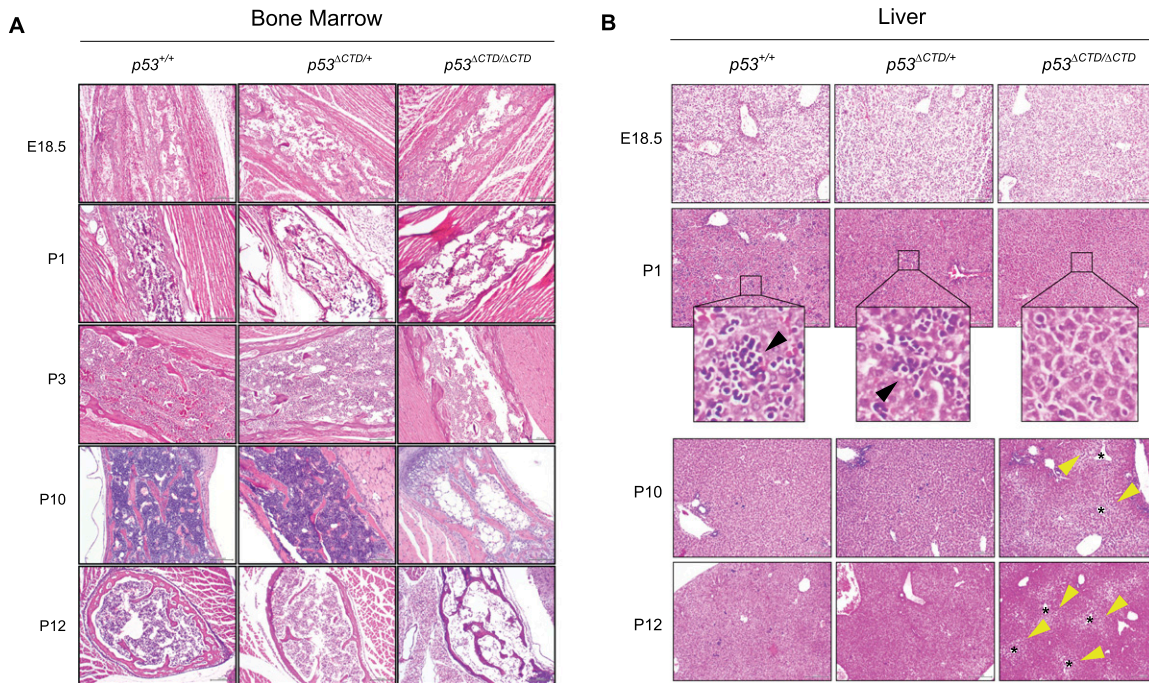 A
Bone Marrow
p53+/+
p53ΔCTD/+
p53ΔCTD/ΔCTD
E18.5
P1
P3
P10
P12
B
Liver
p53+/+
p53ΔCTD/+
p53ΔCTD/ΔCTD
E18.5
P1
P10
*
*
P12
*
*
*
*